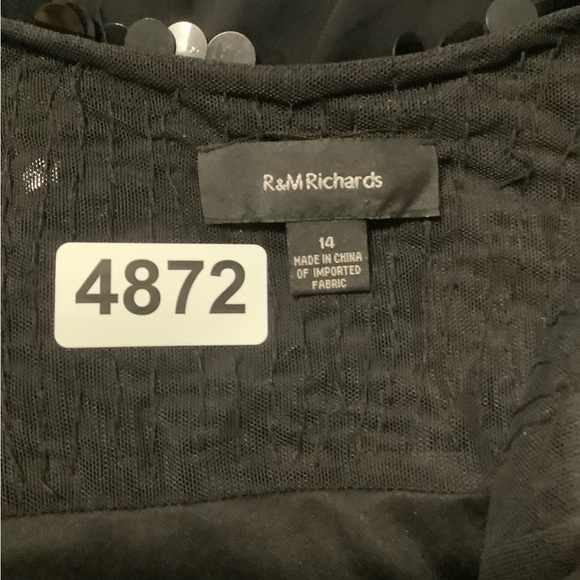 R&M Richards
14
MADE IN CHINA
OF IMPORTED
FABRIC
4872